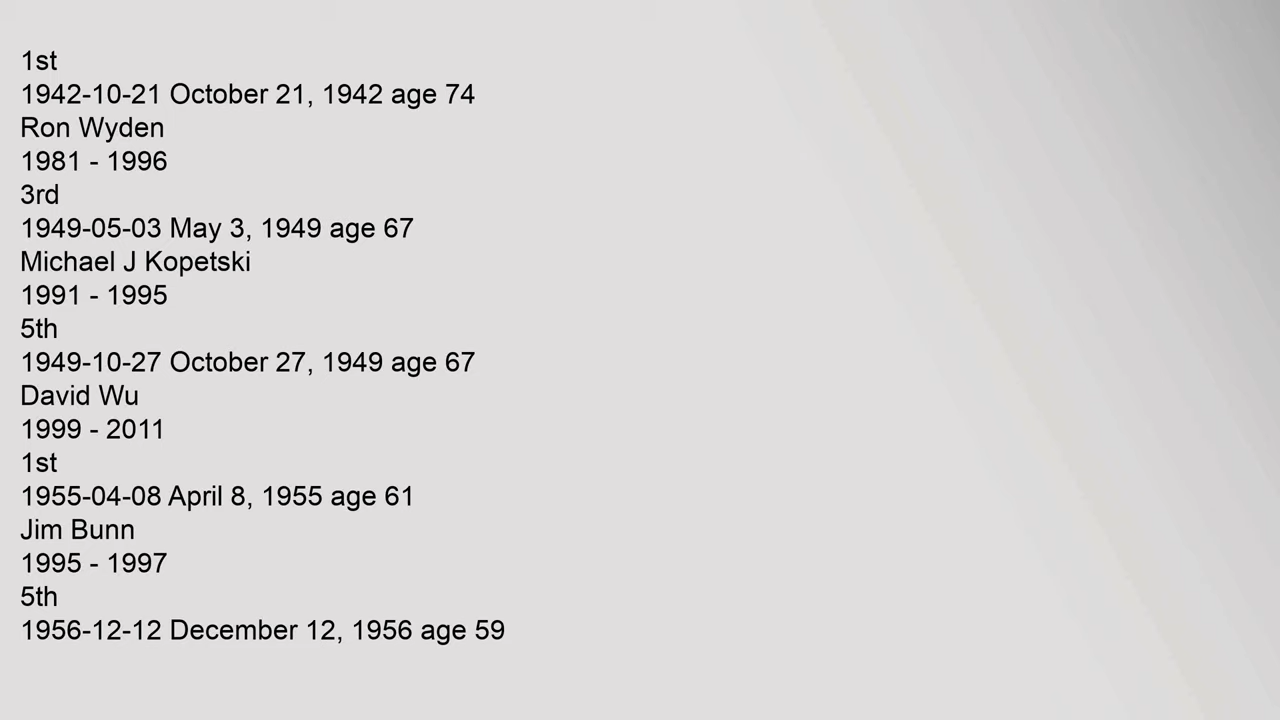 1st
1942-10-21 October 21, 1942 age 74
Ron Wyden
1981 - 1996
3rd
1949-05-03 May 3, 1949 age 67
Michael J Kopetski
1991 - 1995
5th
1949-10-27 October 27, 1949 age 67
David Wu
1999 - 2011
1st
1955-04-08 April 8, 1955 age 61
Jim Bunn
1995 - 1997
5th
1956-12-12 December 12, 1956 age 59